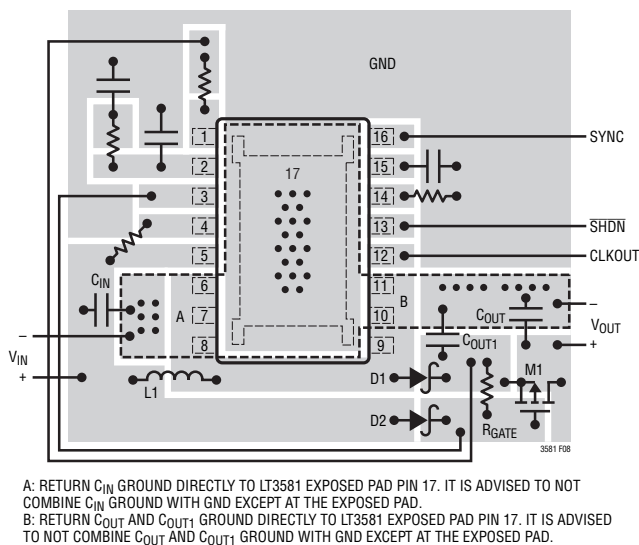 GND
1
2
3
4
5
6
7
8
17
16
15
14
13
12
11
10
9
SYNC
SHDN
CLKOUT
CIN
A
B
COUT
COUT1
–
VOUT
+
–
VIN
+
L1
D1
D2
RGATE
M1
3581 F08
A: RETURN CIN GROUND DIRECTLY TO LT3581 EXPOSED PAD PIN 17. IT IS ADVISED TO NOT
COMBINE CIN GROUND WITH GND EXCEPT AT THE EXPOSED PAD.
B: RETURN COUT AND COUT1 GROUND DIRECTLY TO LT3581 EXPOSED PAD PIN 17. IT IS ADVISED
TO NOT COMBINE COUT AND COUT1 GROUND WITH GND EXCEPT AT THE EXPOSED PAD.